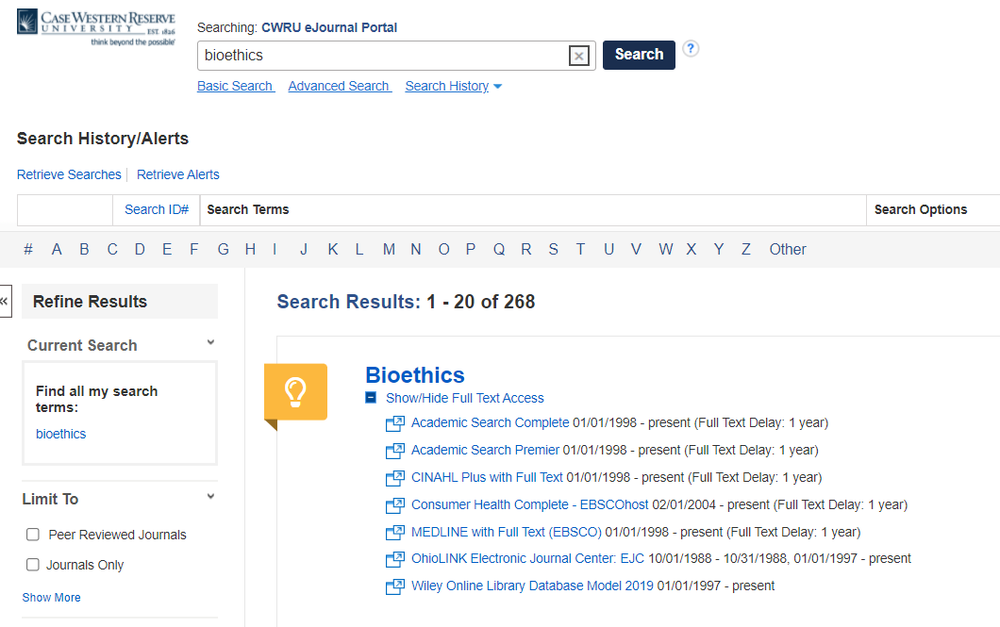 CASE WESTERN RESERVE
UNIVERSITY EST. 1826
think beyond the possible®
Searching: CWRU eJournal Portal
bioethics
Search
?
Basic Search Advanced Search Search History
Search History/Alerts
Retrieve Searches Retrieve Alerts
Search ID# Search Terms Search Options
# A B C D E F G H I J K L M N O P Q R S T U V W X Y Z Other
«
Refine Results
Current Search
Find all my search
terms:
bioethics
Limit To
Peer Reviewed Journals
Journals Only
Show More
Search Results: 1 - 20 of 268
Bioethics
Show/Hide Full Text Access
Academic Search Complete 01/01/1998 - present (Full Text Delay: 1 year)
Academic Search Premier 01/01/1998 - present (Full Text Delay: 1 year)
CINAHL Plus with Full Text 01/01/1998 - present (Full Text Delay: 1 year)
Consumer Health Complete - EBSCOhost 02/01/2004 - present (Full Text Delay: 1 year)
MEDLINE with Full Text (EBSCO) 01/01/1998 - present (Full Text Delay: 1 year)
OhioLINK Electronic Journal Center: EJC 10/01/1988 - 10/31/1988, 01/01/1997 - present
Wiley Online Library Database Model 2019 01/01/1997 - present